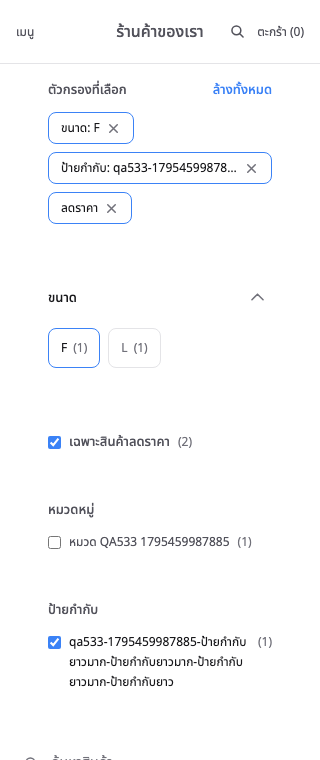 เมนู
ร้านค้าของเรา
ตะกร้า (0)
ตัวกรองที่เลือก
ล้างทั้งหมด
ขนาด: F
ป้ายกำกับ: qa533-17954599878...
ลดราคา
ขนาด
F (1)
L (1)
เฉพาะสินค้าลดราคา (2)
หมวดหมู่
หมวด QA533 1795459987885 (1)
ป้ายกำกับ
qa533-1795459987885-ป้ายกำกับ (1)
ยาวมาก-ป้ายกำกับยาวมาก-ป้ายกำกับ
ยาวมาก-ป้ายกำกับยาว